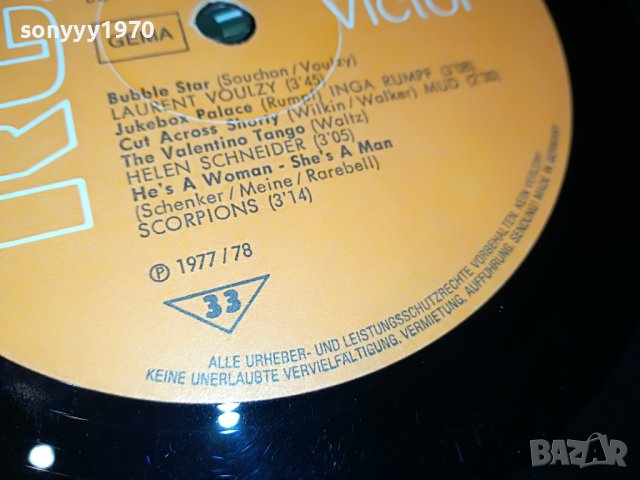 sonyyy1970
Victor
GEMA
Bubble Star (Souchon/Voulzy)
LAURENT VOULZY (3'45)
Jukebox Palace (Rumpf) INGA RUMPF (3'08)
Cut Across Shorty (Wilkin/Walker) MUD (2'30)
The Valentino Tango (Waltz)
HELEN SCHNEIDER (3'05)
He's A Woman - She's A Man
(Schenker/Meine/Rarebell)
SCORPIONS (3'14)
℗ 1977/78
33
ALLE URHEBER- UND LEISTUNGSSCHUTZRECHTE VORBEHALTEN. KEIN VERLEIH!
KEINE UNERLAUBTE VERVIELFÄLTIGUNG, VERMIETUNG, AUFFÜHRUNG, SENDUNG! MADE IN GERMANY
sonyyy1970
BAZAR